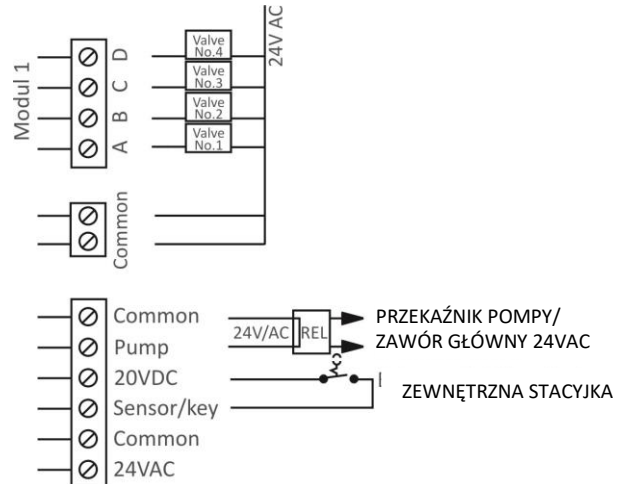 Modul 1
D
C
B
A
Valve
No.4
Valve
No.3
Valve
No.2
Valve
No.1
24V AC
Common
Common
Pump
20VDC
Sensor/key
Common
24VAC
24V/AC
REL
PRZEKAŹNIK POMPY/
ZAWÓR GŁÓWNY 24VAC
ZEWNĘTRZNA STACYJKA